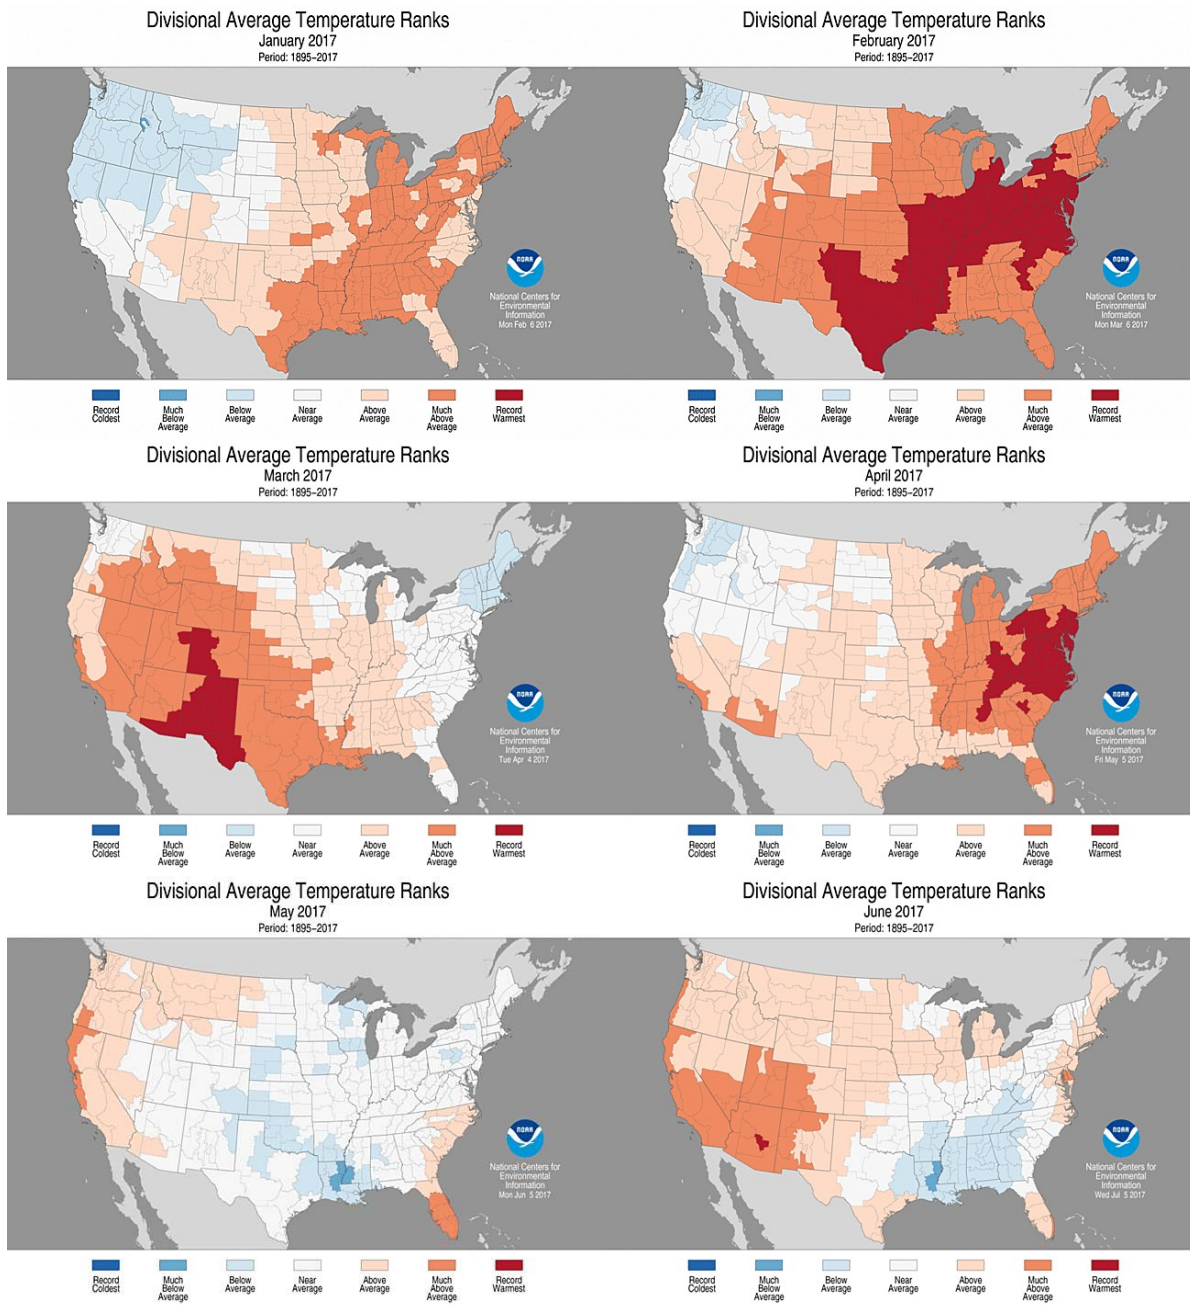 Divisional Average Temperature Ranks
January 2017
Period: 1895–2017
NOAA
National Centers for
Environmental
Information
Mon Feb 6 2017
Record
Coldest
Much
Below
Average
Below
Average
Near
Average
Above
Average
Much
Above
Average
Record
Warmest
Divisional Average Temperature Ranks
February 2017
Period: 1895–2017
NOAA
National Centers for
Environmental
Information
Mon Mar 6 2017
Record
Coldest
Much
Below
Average
Below
Average
Near
Average
Above
Average
Much
Above
Average
Record
Warmest
Divisional Average Temperature Ranks
March 2017
Period: 1895–2017
NOAA
National Centers for
Environmental
Information
Tue Apr 4 2017
Record
Coldest
Much
Below
Average
Below
Average
Near
Average
Above
Average
Much
Above
Average
Record
Warmest
Divisional Average Temperature Ranks
April 2017
Period: 1895–2017
NOAA
National Centers for
Environmental
Information
Fri May 5 2017
Record
Coldest
Much
Below
Average
Below
Average
Near
Average
Above
Average
Much
Above
Average
Record
Warmest
Divisional Average Temperature Ranks
May 2017
Period: 1895–2017
NOAA
National Centers for
Environmental
Information
Mon Jun 5 2017
Record
Coldest
Much
Below
Average
Below
Average
Near
Average
Above
Average
Much
Above
Average
Record
Warmest
Divisional Average Temperature Ranks
June 2017
Period: 1895–2017
NOAA
National Centers for
Environmental
Information
Wed Jul 5 2017
Record
Coldest
Much
Below
Average
Below
Average
Near
Average
Above
Average
Much
Above
Average
Record
Warmest